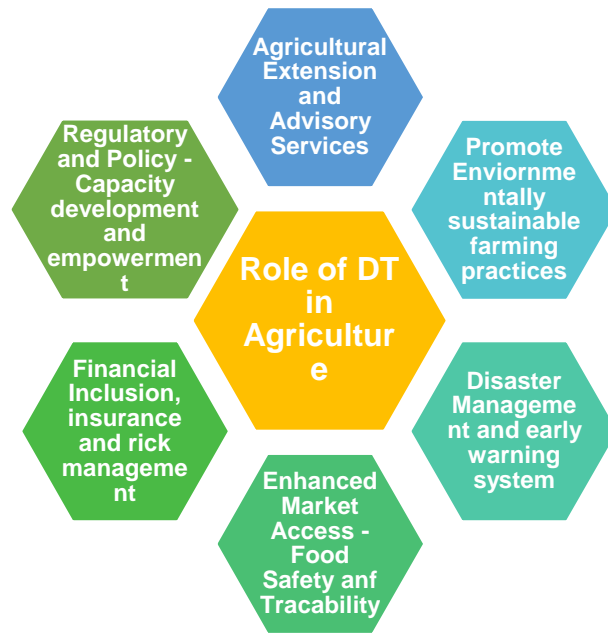 Agricultural
Extension
and
Advisory
Services
Regulatory
and Policy -
Capacity
development
and
empowermen
t
Promote
Enviornme
ntally
sustainable
farming
practices
Role of DT
in
Agricultur
e
Financial
Inclusion,
insurance
and rick
manageme
nt
Disaster
Manageme
nt and early
warning
system
Enhanced
Market
Access -
Food
Safety anf
Tracability